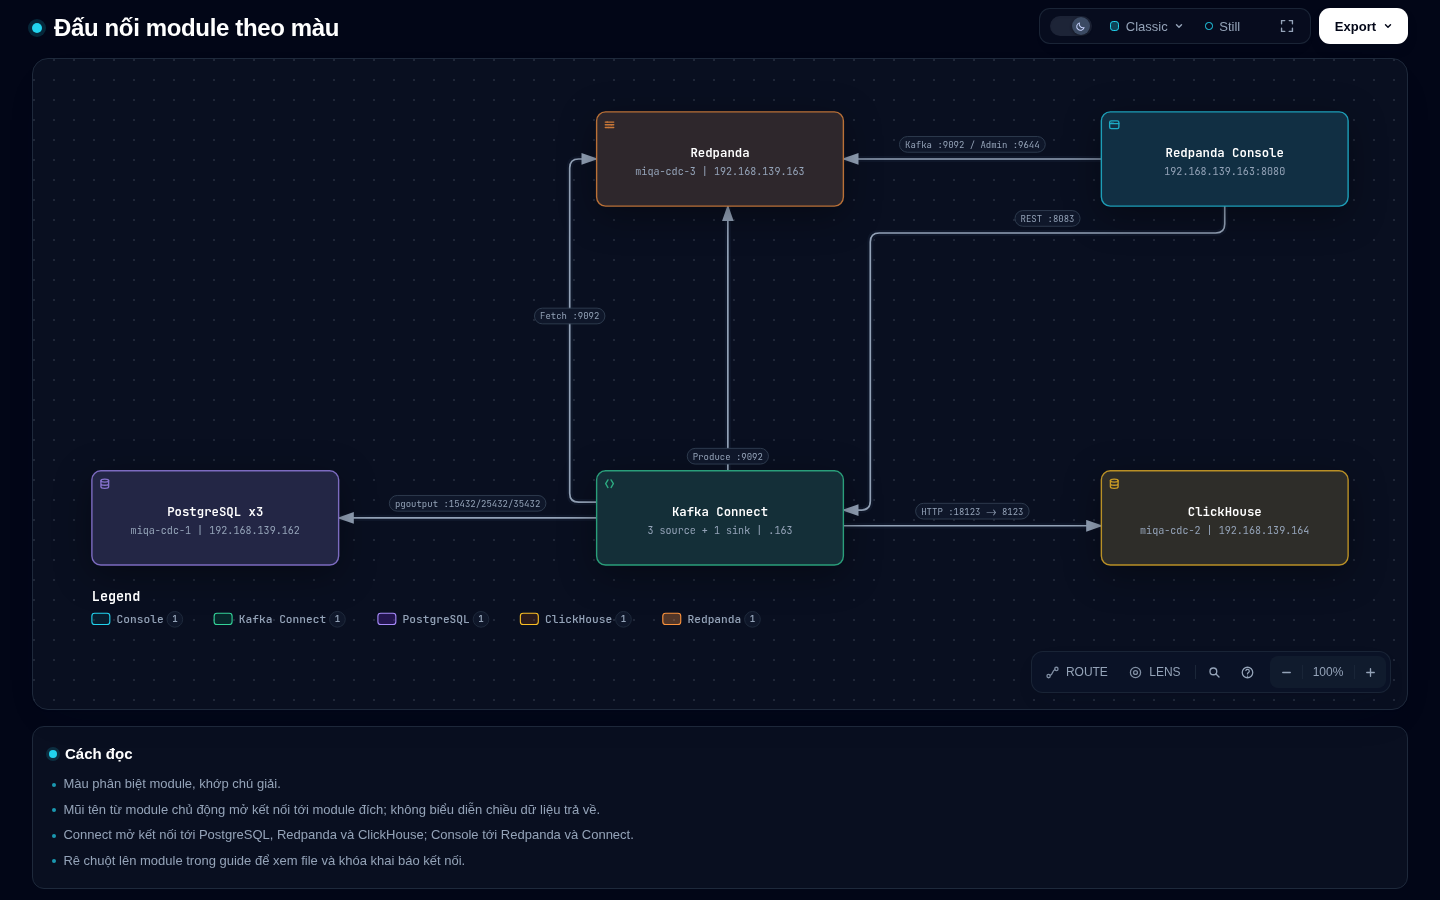 Đấu nối module theo màu
Classic
Still
Export
Redpanda
miqa-cdc-3 | 192.168.139.163
Kafka :9092 / Admin :9644
Redpanda Console
192.168.139.163:8080
REST :8083
Fetch :9092
Produce :9092
PostgreSQL x3
miqa-cdc-1 | 192.168.139.162
pgoutput :15432/25432/35432
Kafka Connect
3 source + 1 sink | .163
HTTP :18123 → 8123
ClickHouse
miqa-cdc-2 | 192.168.139.164
Legend
Console 1 Kafka Connect 1 PostgreSQL 1 ClickHouse 1 Redpanda 1
ROUTE LENS 100%
Cách đọc
Màu phân biệt module, khớp chú giải.
Mũi tên từ module chủ động mở kết nối tới module đích; không biểu diễn chiều dữ liệu trả về.
Connect mở kết nối tới PostgreSQL, Redpanda và ClickHouse; Console tới Redpanda và Connect.
Rê chuột lên module trong guide để xem file và khóa khai báo kết nối.